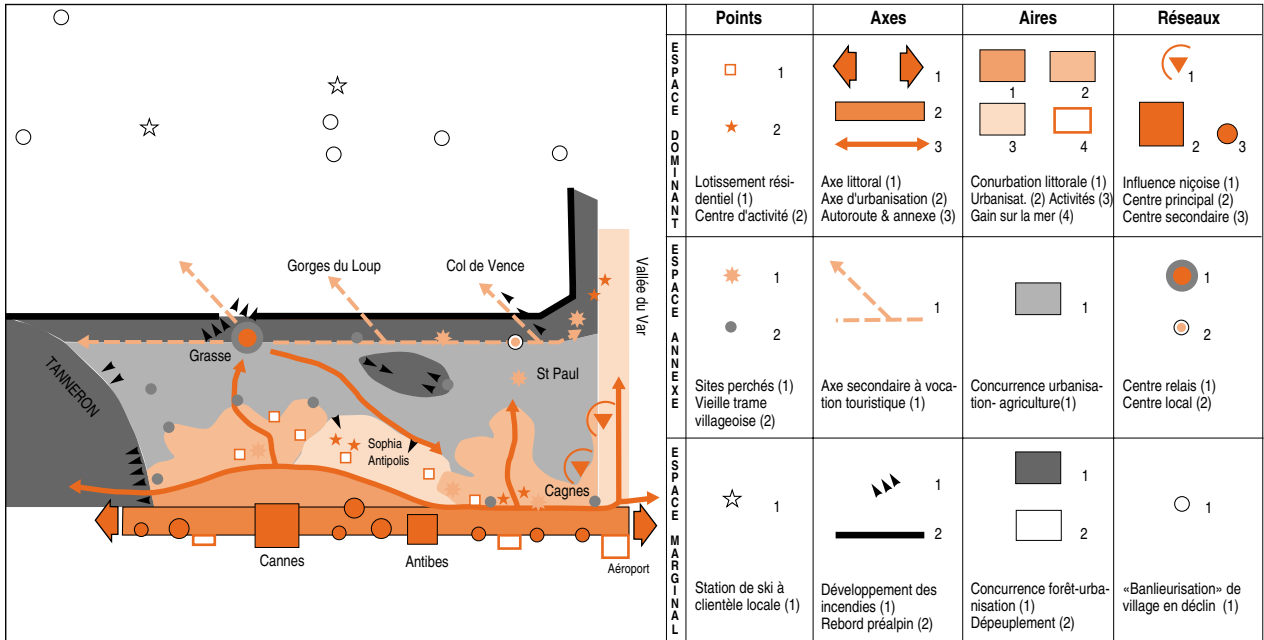 Gorges du Loup
Col de Vence
Vallée du Var
Grasse
TANNERON
St Paul
Sophia
Antipolis
Cagnes
Cannes
Antibes
Aéroport
Points
Axes
Aires
Réseaux
ESPACE DOMINANT
1
2
Lotissement rési-
dentiel (1)
Centre d'activité (2)
1
2
3
Axe littoral (1)
Axe d'urbanisation (2)
Autoroute & annexe (3)
1
2
3
4
Conurbation littorale (1)
Urbanisat. (2) Activités (3)
Gain sur la mer (4)
1
2
3
Influence niçoise (1)
Centre principal (2)
Centre secondaire (3)
ESPACE ANNEXE
1
2
Sites perchés (1)
Vieille trame
villageoise (2)
1
Axe secondaire à voca-
tion touristique (1)
1
Concurrence urbanisa-
tion- agriculture(1)
1
2
Centre relais (1)
Centre local (2)
ESPACE MARGINAL
1
Station de ski à
clientèle locale (1)
1
2
Développement des
incendies (1)
Rebord préalpin (2)
1
2
Concurrence forêt-urba-
nisation (1)
Dépeuplement (2)
1
«Banlieurisation» de
village en déclin (1)